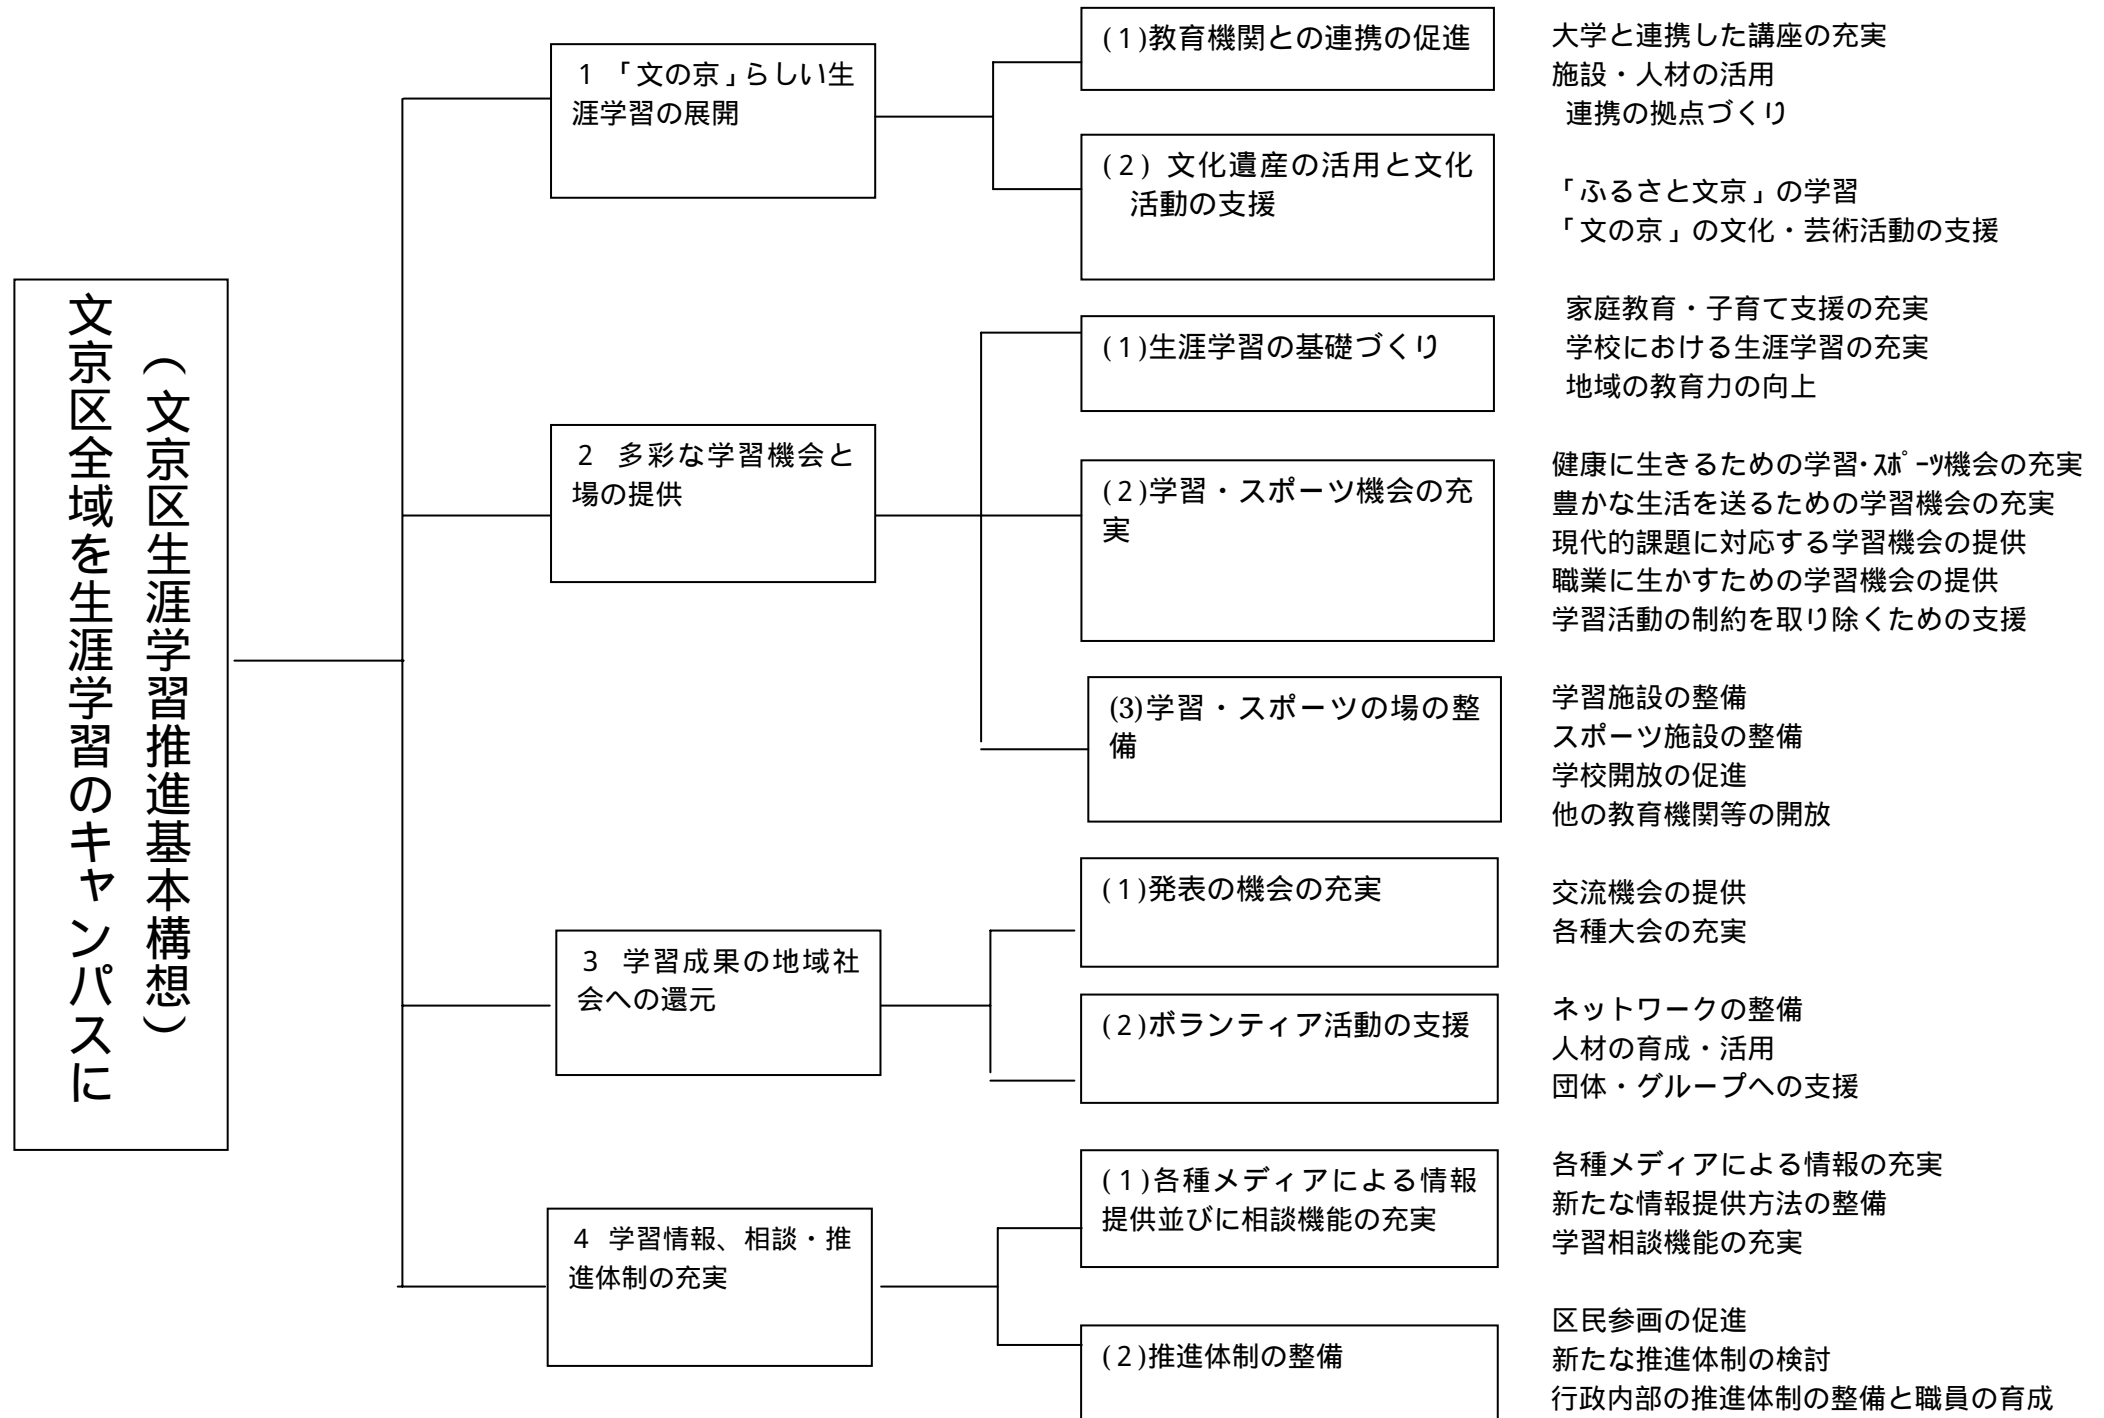 文京区全域を生涯学習のキャンパスに
（文京区生涯学習推進基本構想）
1 「文の京」らしい生
涯学習の展開
(1)教育機関との連携の促進
大学と連携した講座の充実
施設・人材の活用
連携の拠点づくり
(2) 文化遺産の活用と文化
活動の支援
「ふるさと文京」の学習
「文の京」の文化・芸術活動の支援
2 多彩な学習機会と
場の提供
(1)生涯学習の基礎づくり
家庭教育・子育て支援の充実
学校における生涯学習の充実
地域の教育力の向上
(2)学習・スポーツ機会の充
実
健康に生きるための学習・ｽﾎﾟｰﾂ機会の充実
豊かな生活を送るための学習機会の充実
現代的課題に対応する学習機会の提供
職業に生かすための学習機会の提供
学習活動の制約を取り除くための支援
(3)学習・スポーツの場の整
備
学習施設の整備
スポーツ施設の整備
学校開放の促進
他の教育機関等の開放
3 学習成果の地域社
会への還元
(1)発表の機会の充実
交流機会の提供
各種大会の充実
(2)ボランティア活動の支援
ネットワークの整備
人材の育成・活用
団体・グループへの支援
4 学習情報、相談・推
進体制の充実
(1)各種メディアによる情報
提供並びに相談機能の充実
各種メディアによる情報の充実
新たな情報提供方法の整備
学習相談機能の充実
(2)推進体制の整備
区民参画の促進
新たな推進体制の検討
行政内部の推進体制の整備と職員の育成